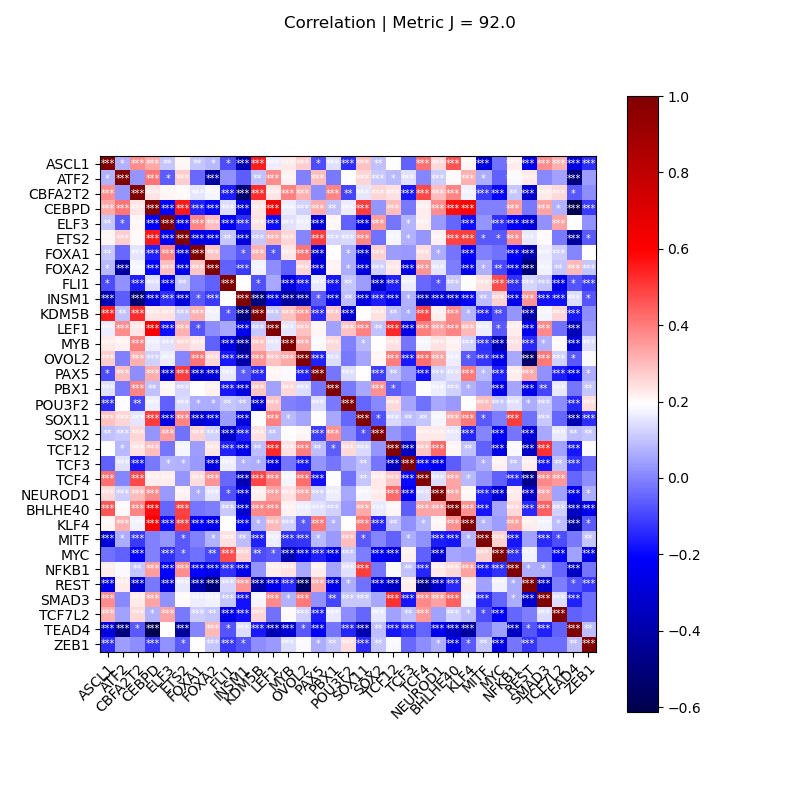 Correlation | Metric J = 92.0
ASCL1
ATF2
CBFA2T2
CEBPD
ELF3
ETS2
FOXA1
FOXA2
FLI1
INSM1
KDM5B
LEF1
MYB
OVOL2
PAX5
PBX1
POU3F2
SOX11
SOX2
TCF12
TCF3
TCF4
NEUROD1
BHLHE40
KLF4
MITF
MYC
NFKB1
REST
SMAD3
TCF7L2
TEAD4
ZEB1
ASCL1
ATF2
CBFA2T2
CEBPD
ELF3
ETS2
FOXA1
FOXA2
FLI1
INSM1
KDM5B
LEF1
MYB
OVOL2
PAX5
PBX1
POU3F2
SOX11
SOX2
TCF12
TCF3
TCF4
NEUROD1
BHLHE40
KLF4
MITF
MYC
NFKB1
REST
SMAD3
TCF7L2
TEAD4
ZEB1
1.0
0.8
0.6
0.4
0.2
0.0
−0.2
−0.4
−0.6